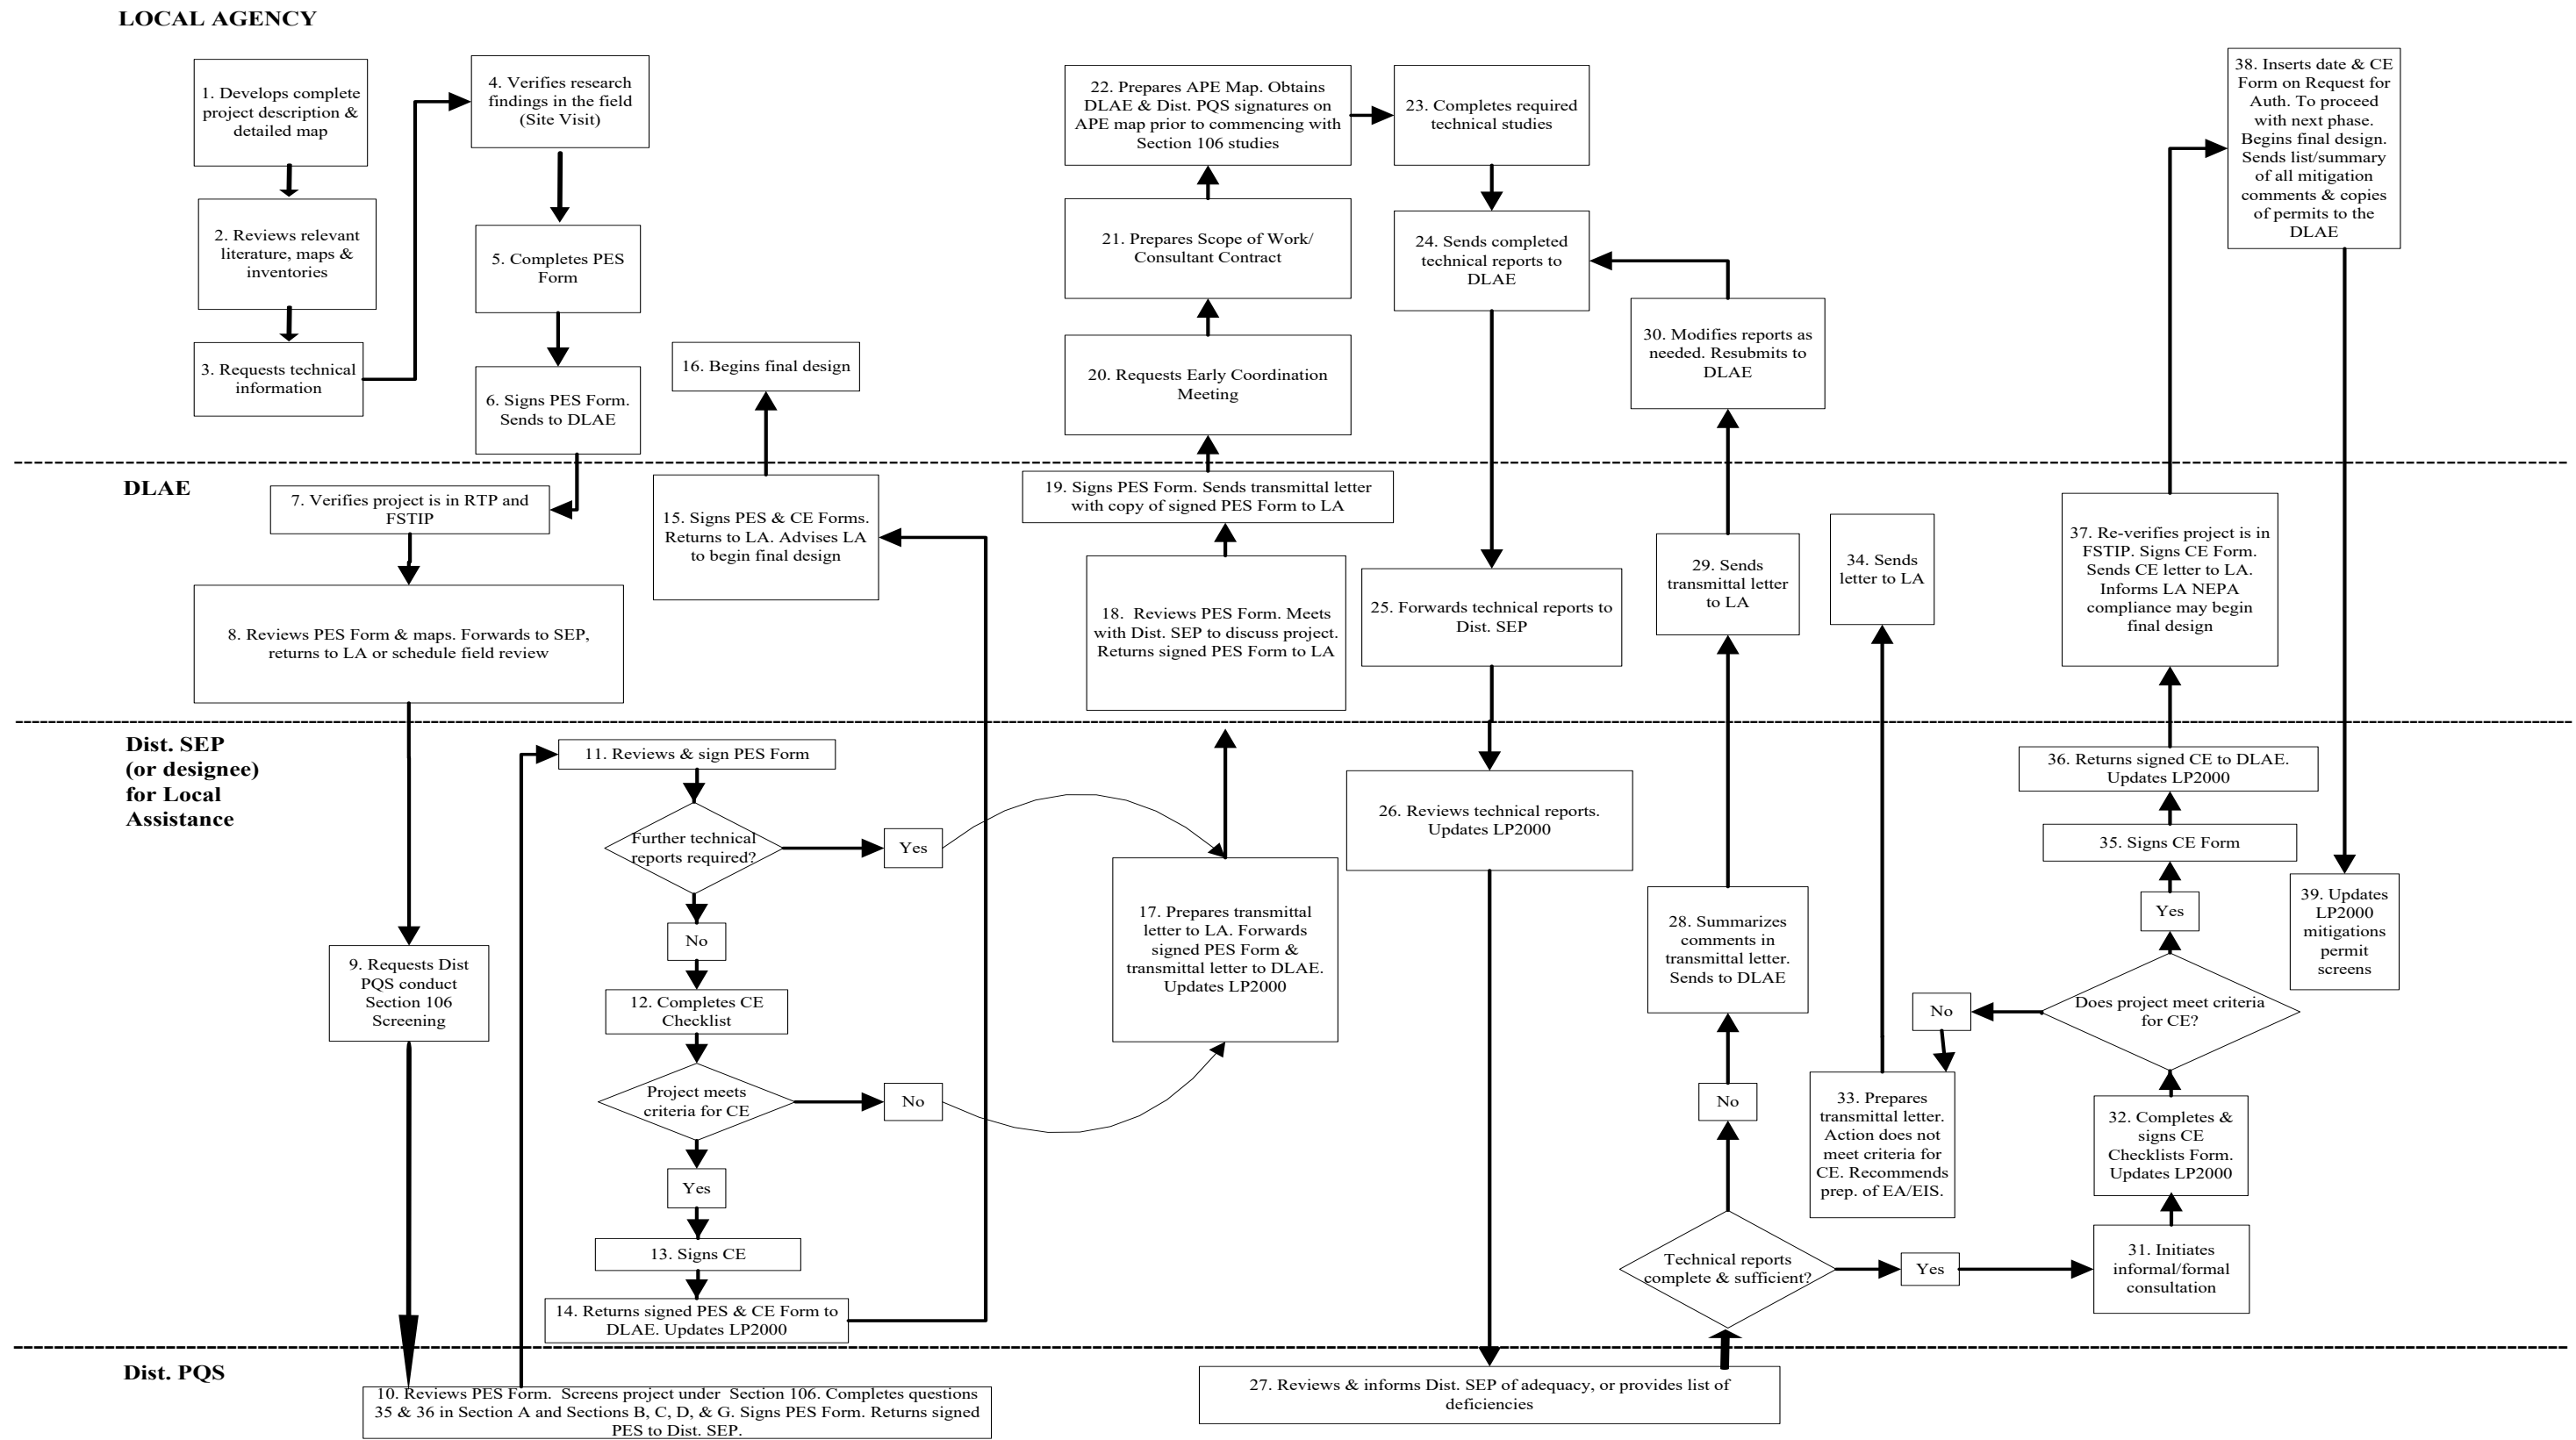 LOCAL AGENCY
1. Develops complete
project description &
detailed map
2. Reviews relevant
literature, maps &
inventories
3. Requests technical
information
4. Verifies research
findings in the field
(Site Visit)
5. Completes PES
Form
6. Signs PES Form.
Sends to DLAE
16. Begins final design
22. Prepares APE Map. Obtains
DLAE & Dist. PQS signatures on
APE map prior to commencing with
Section 106 studies
21. Prepares Scope of Work/
Consultant Contract
20. Requests Early Coordination
Meeting
23. Completes required
technical studies
24. Sends completed
technical reports to
DLAE
30. Modifies reports as
needed. Resubmits to
DLAE
38. Inserts date & CE
Form on Request for
Auth. To proceed
with next phase.
Begins final design.
Sends list/summary
of all mitigation
comments & copies
of permits to the
DLAE
DLAE
7. Verifies project is in RTP and
FSTIP
8. Reviews PES Form & maps. Forwards to SEP,
returns to LA or schedule field review
15. Signs PES & CE Forms.
Returns to LA. Advises LA
to begin final design
19. Signs PES Form. Sends transmittal letter
with copy of signed PES Form to LA
18. Reviews PES Form. Meets
with Dist. SEP to discuss project.
Returns signed PES Form to LA
25. Forwards technical reports to
Dist. SEP
29. Sends
transmittal letter
to LA
34. Sends
letter to LA
37. Re-verifies project is in
FSTIP. Signs CE Form.
Sends CE letter to LA.
Informs LA NEPA
compliance may begin
final design
Dist. SEP
(or designee)
for Local
Assistance
9. Requests Dist
PQS conduct
Section 106
Screening
11. Reviews & sign PES Form
Further technical
reports required?
Yes
No
12. Completes CE
Checklist
Project meets
criteria for CE
No
Yes
13. Signs CE
14. Returns signed PES & CE Form to
DLAE. Updates LP2000
17. Prepares transmittal
letter to LA. Forwards
signed PES Form &
transmittal letter to DLAE.
Updates LP2000
26. Reviews technical reports.
Updates LP2000
28. Summarizes
comments in
transmittal letter.
Sends to DLAE
No
Technical reports
complete & sufficient?
Yes
31. Initiates
informal/formal
consultation
32. Completes &
signs CE
Checklists Form.
Updates LP2000
Does project meet criteria
for CE?
No
33. Prepares
transmittal letter.
Action does not
meet criteria for
CE. Recommends
prep. of EA/EIS.
Yes
35. Signs CE Form
36. Returns signed CE to DLAE.
Updates LP2000
39. Updates
LP2000
mitigations
permit
screens
Dist. PQS
10. Reviews PES Form. Screens project under Section 106. Completes questions
35 & 36 in Section A and Sections B, C, D, & G. Signs PES Form. Returns signed
PES to Dist. SEP.
27. Reviews & informs Dist. SEP of adequacy, or provides list of
deficiencies